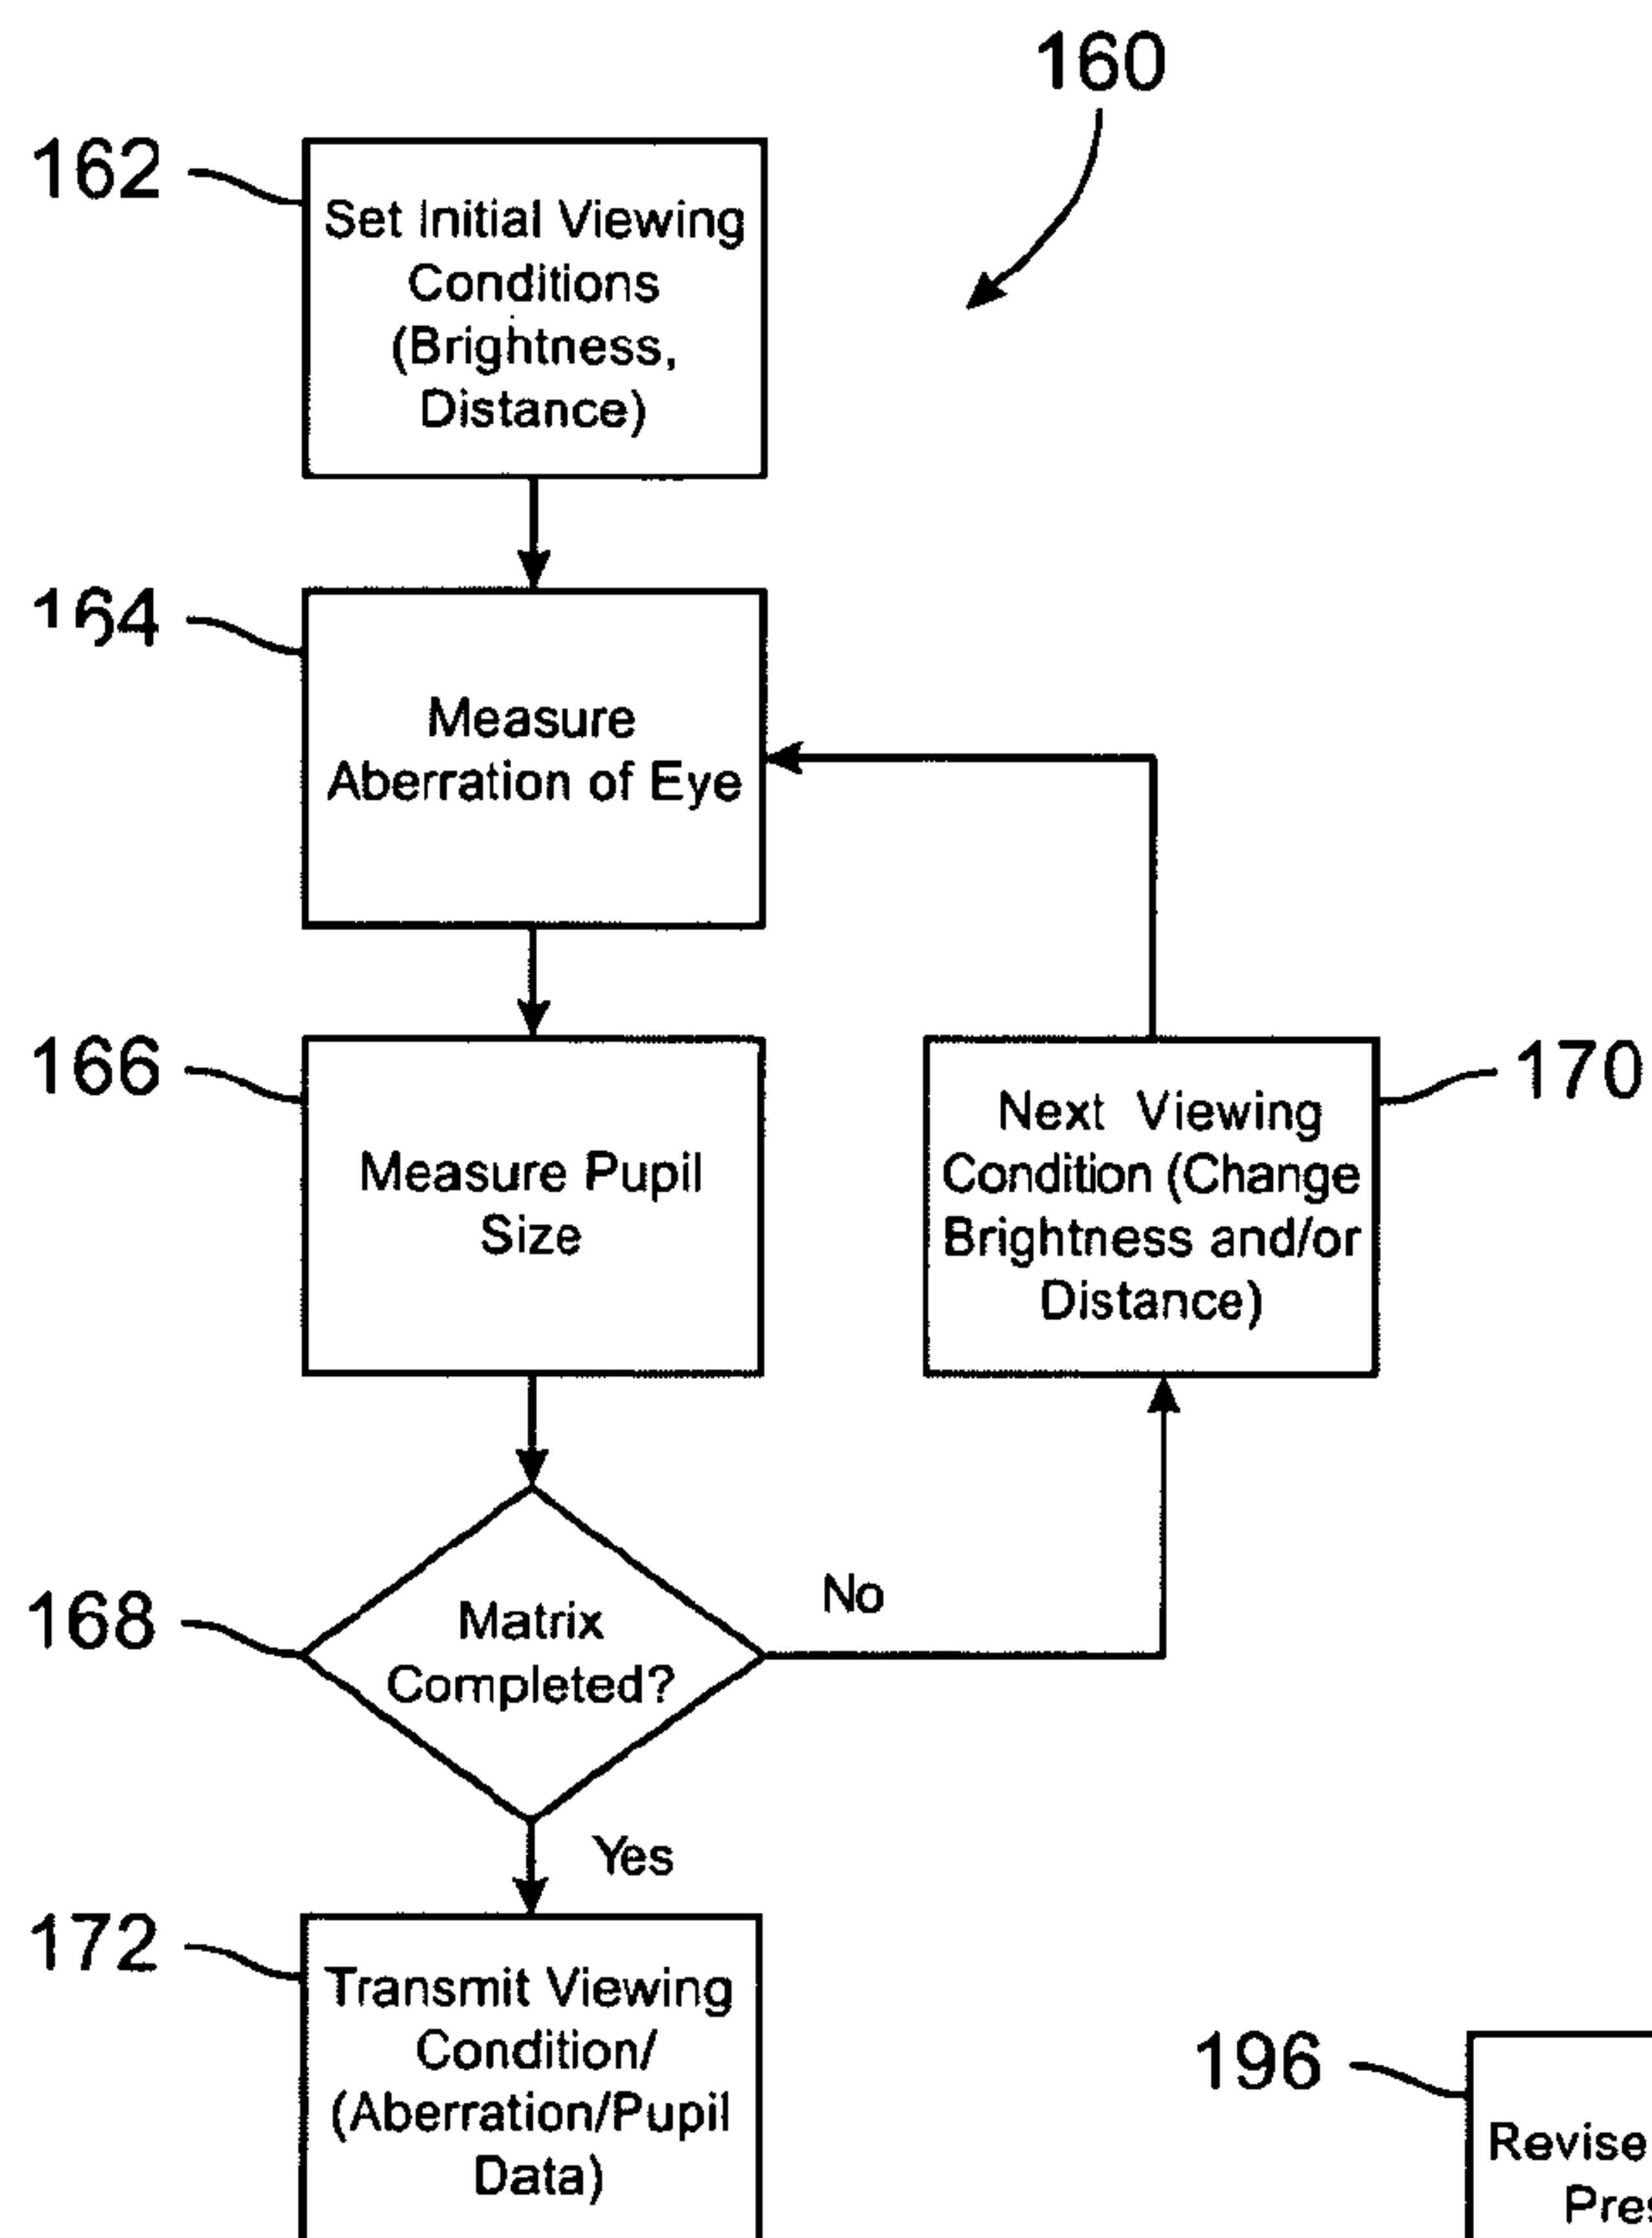 160
162
Set Initial Viewing
Conditions
(Brightness,
Distance)
164
Measure
Aberration of Eye
166
Measure Pupil
Size
170
Next Viewing
Condition (Change
Brightness and/or
Distance)
168
Matrix
Completed?
No
Yes
172
Transmit Viewing
Condition/
(Aberration/Pupil
Data)
196
Revise